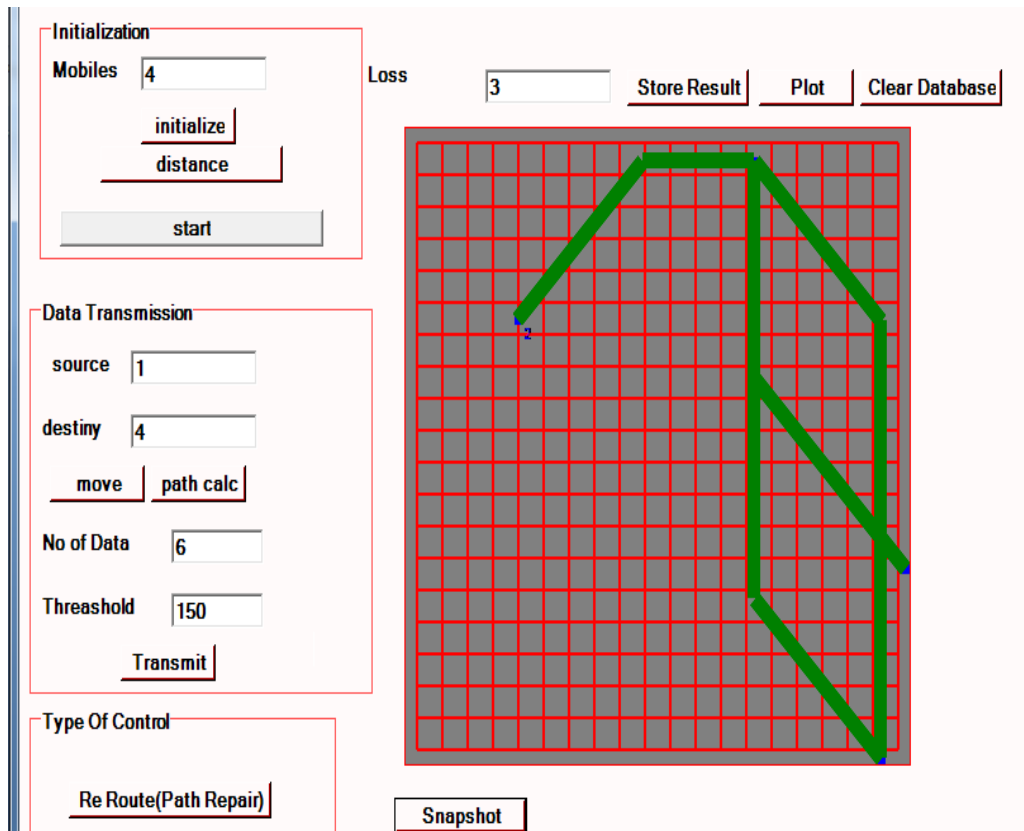 Initialization
Mobiles 4
initialize
distance
start
Loss 3 Store Result Plot Clear Database
2
Data Transmission
source 1
destiny 4
move path calc
No of Data 6
Threashold 150
Transmit
Type Of Control
Re Route(Path Repair)
Snapshot